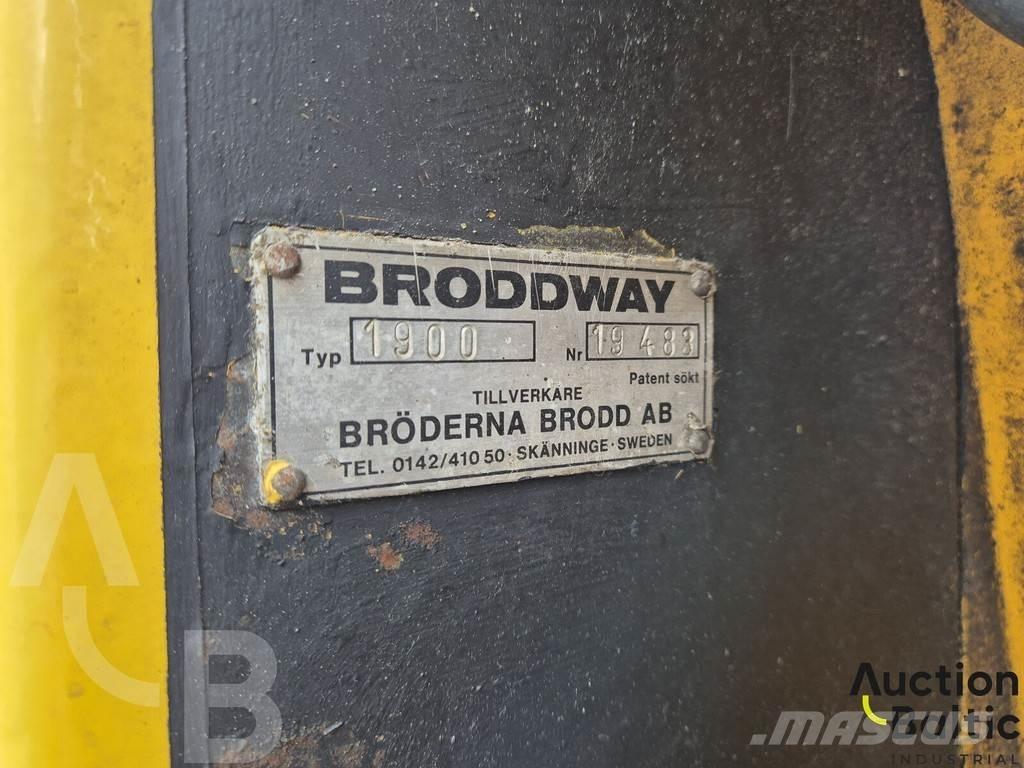 BRODDWAY
Typ 1900 Nr 19483
Patent sökt
TILLVERKARE
BRÖDERNA BRODD AB
TEL. 0142/410 50 · SKÄNNINGE · SWEDEN
AB
Auction
Baltic
INDUSTRIAL
MASCUS